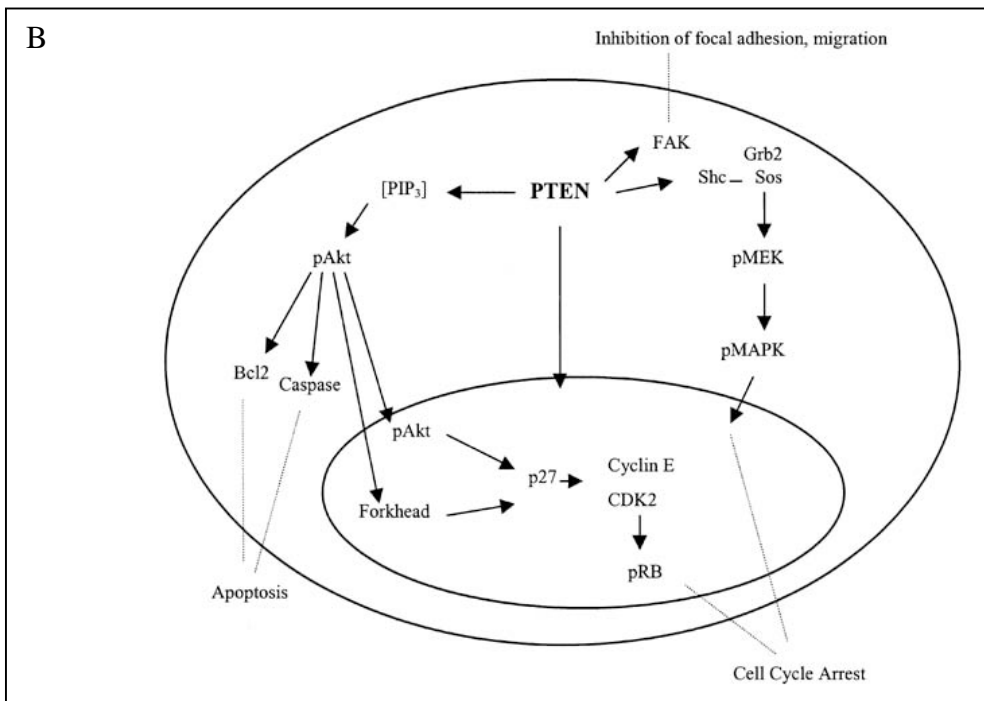 B
Inhibition of focal adhesion, migration
FAK
Grb2
Shc
Sos
[PIP₃]
PTEN
pAkt
pMEK
pMAPK
Bcl2
Caspase
pAkt
p27
Cyclin E
CDK2
Forkhead
pRB
Apoptosis
Cell Cycle Arrest